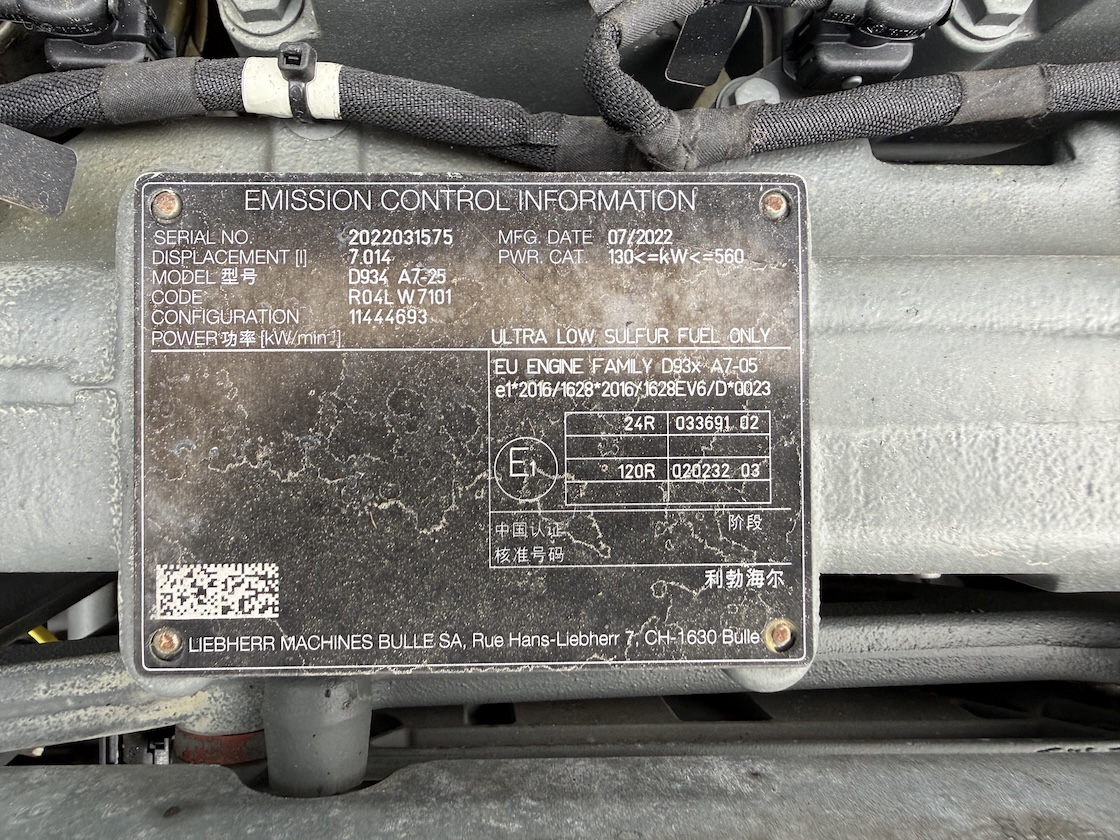 EMISSION CONTROL INFORMATION
SERIAL NO. 2022031575 MFG. DATE 07/2022
DISPLACEMENT [l] 7.014 PWR. CAT. 130<=kW<=560
MODEL 型号 D934 A7-25
CODE R04L W7101
CONFIGURATION 11444693
POWER 功率 [kW/min⁻¹] ULTRA LOW SULFUR FUEL ONLY
EU ENGINE FAMILY D93x A7-05
e1*2016/1628*2016/1628EV6/D*0023
24R 033691 02
E1
120R 020232 03
中国认证 阶段
核准号码
利勃海尔
LIEBHERR MACHINES BULLE SA, Rue Hans-Liebherr 7, CH-1630 Bulle